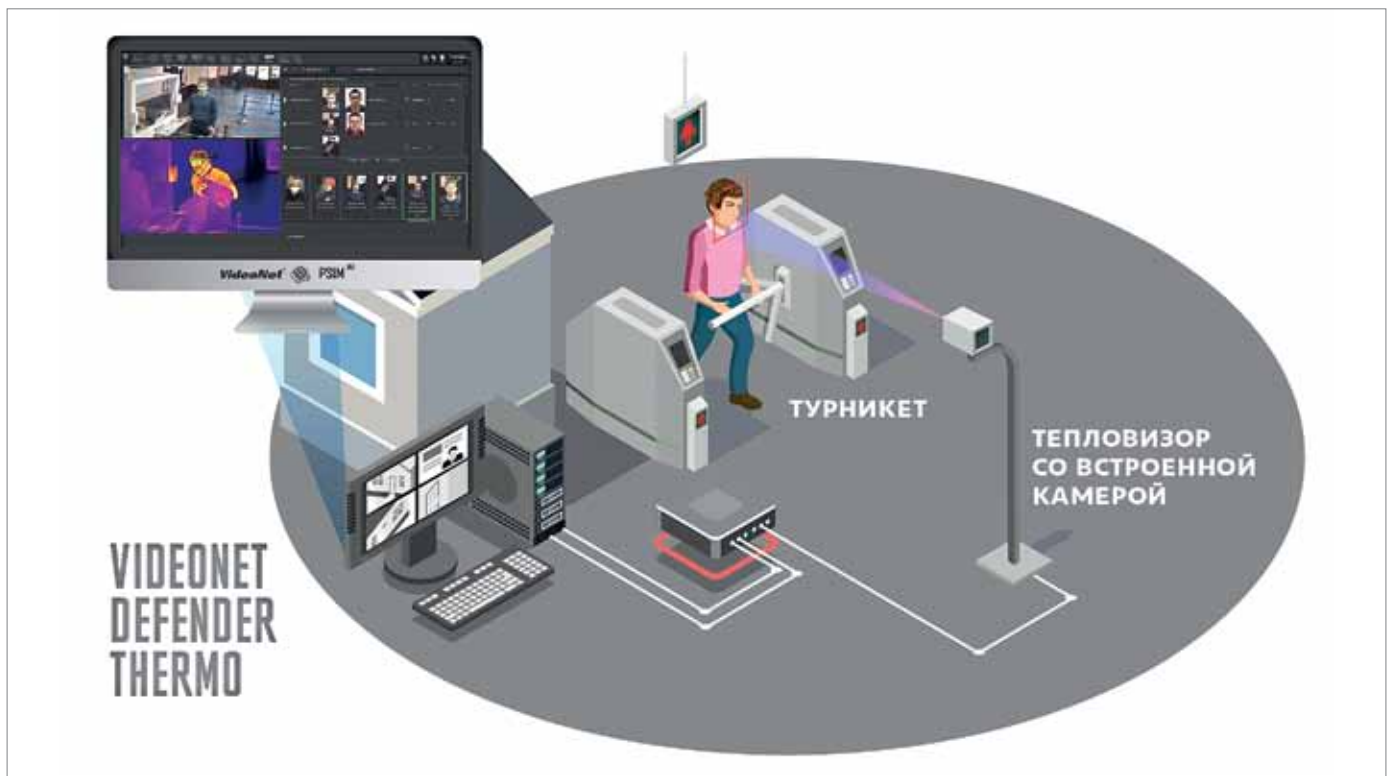 VideoNet PSIM
ТУРНИКЕТ
ТЕПЛОВИЗОР
СО ВСТРОЕННОЙ
КАМЕРОЙ
VIDEONET
DEFENDER
THERMO